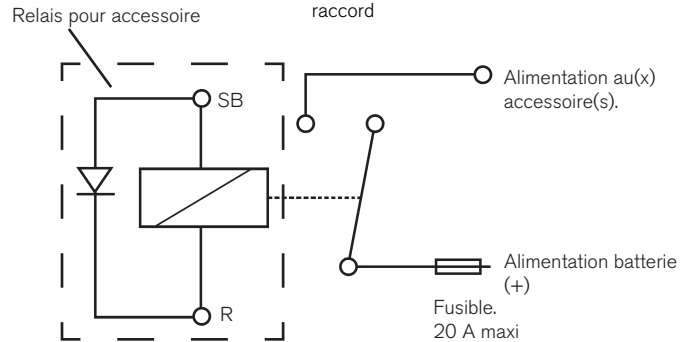 Relais pour accessoire
raccord
SB
Alimentation au(x)
accessoire(s).
Alimentation batterie
(+)
R
Fusible.
20 A maxi